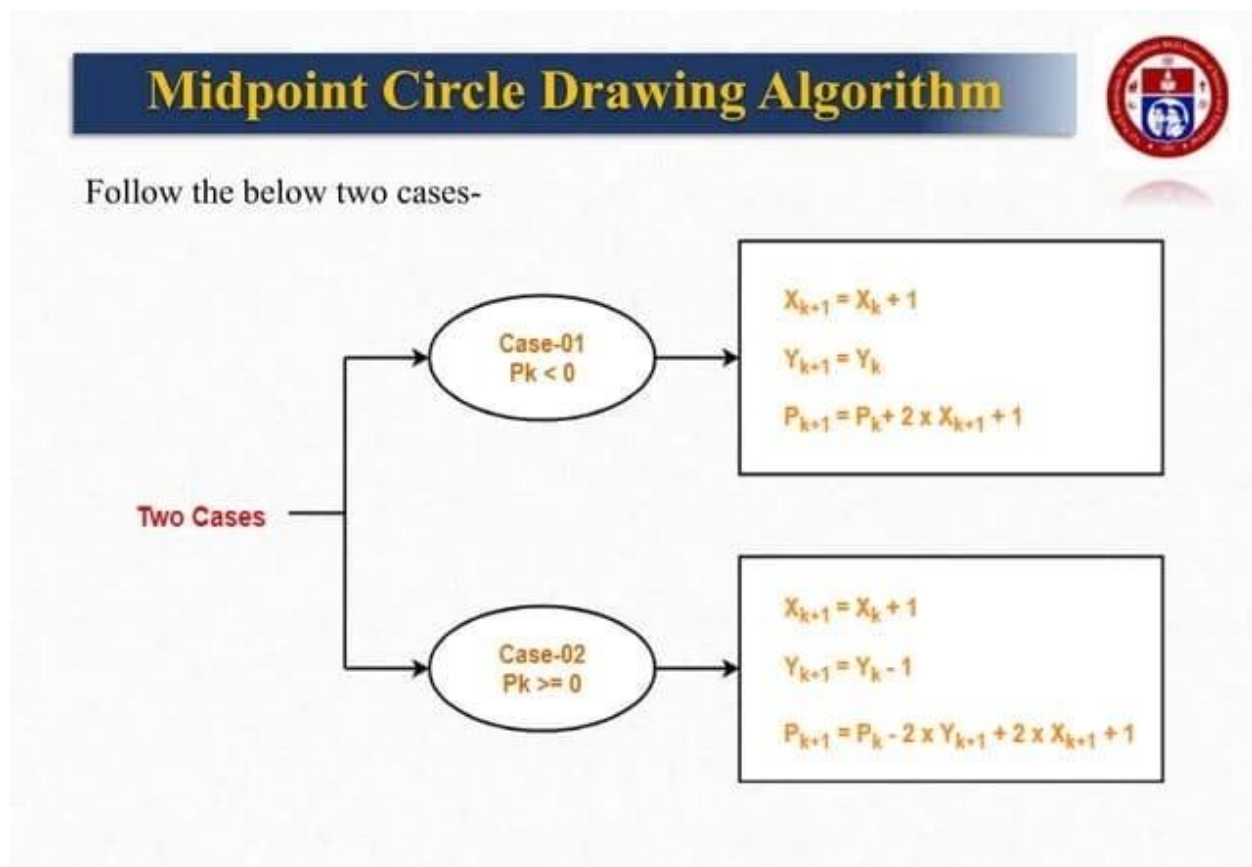 Midpoint Circle Drawing Algorithm
Follow the below two cases-
Two Cases
Case-01
Pk < 0
Xₖ₊₁ = Xₖ + 1
Yₖ₊₁ = Yₖ
Pₖ₊₁ = Pₖ+ 2 x Xₖ₊₁ + 1
Case-02
Pk >= 0
Xₖ₊₁ = Xₖ + 1
Yₖ₊₁ = Yₖ - 1
Pₖ₊₁ = Pₖ - 2 x Yₖ₊₁ + 2 x Xₖ₊₁ + 1